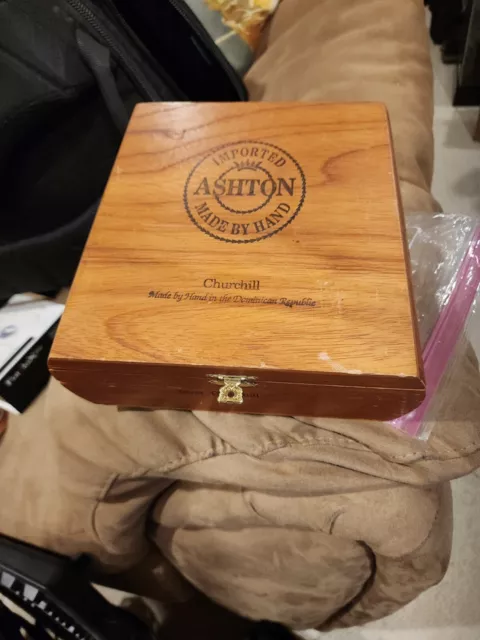 IMPORTED
ASHTON
MADE BY HAND
Churchill
Made by Hand in the Dominican Republic